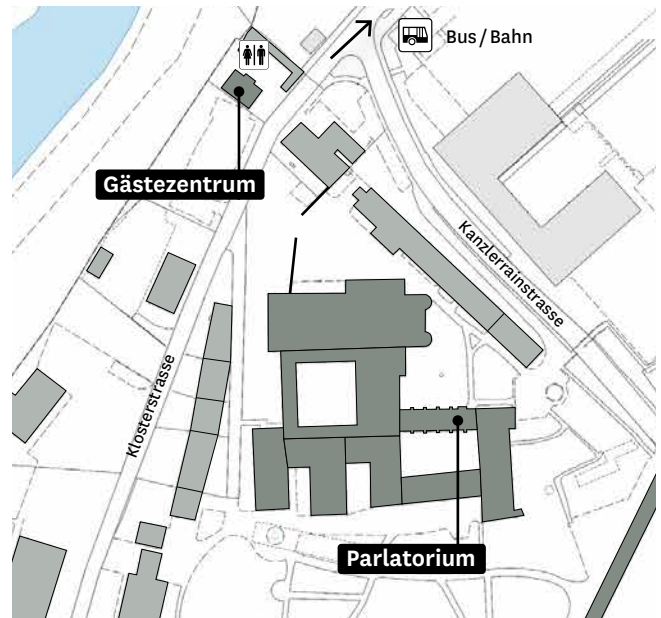 Bus / Bahn
Gästezentrum
Kanzlerrainstrasse
Klosterstrasse
Parlatorium